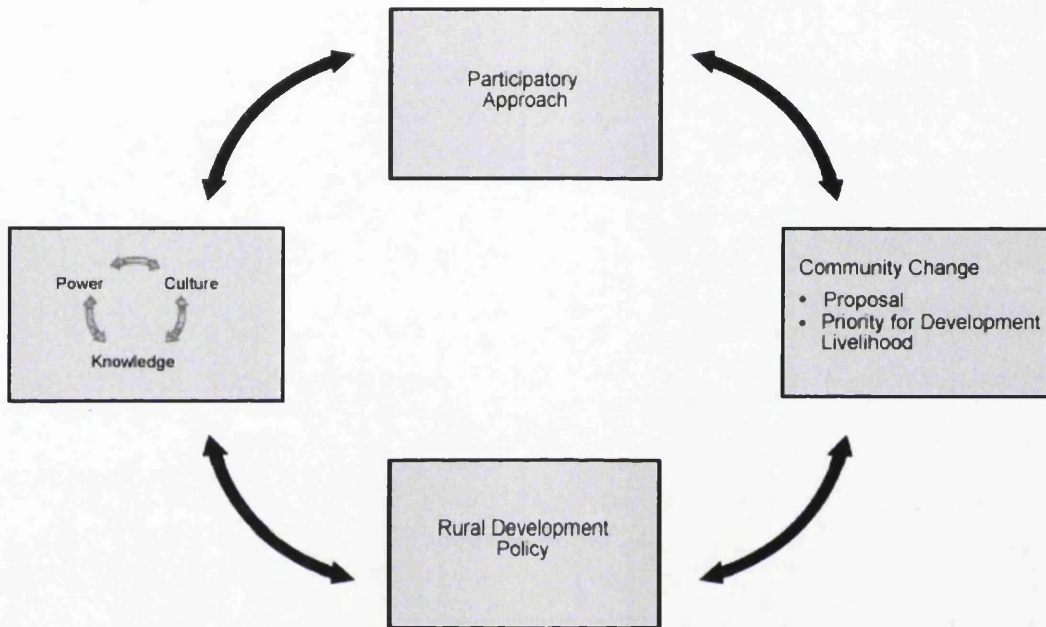 Participatory
Approach
Power
Culture
Knowledge
Community Change
• Proposal
• Priority for Development
Livelihood
Rural Development
Policy